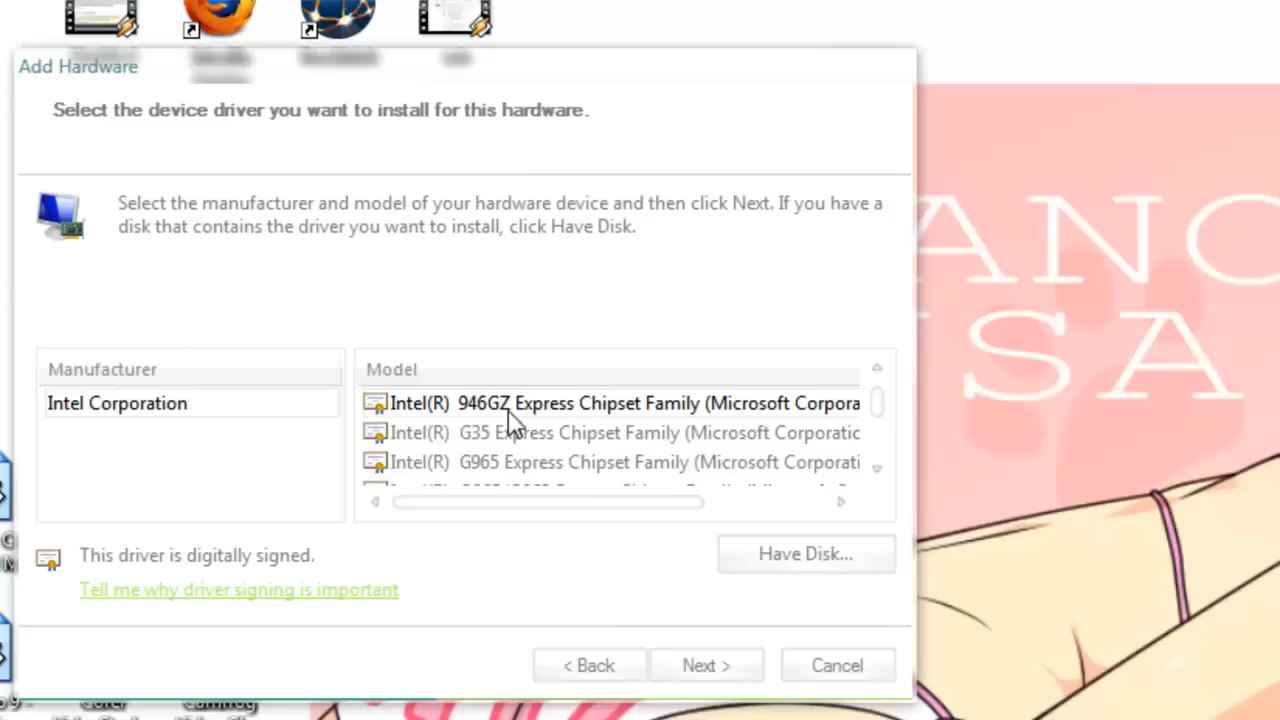 Add Hardware
Select the device driver you want to install for this hardware.
Select the manufacturer and model of your hardware device and then click Next. If you have a
disk that contains the driver you want to install, click Have Disk.
ANO
SA
Manufacturer
Intel Corporation
Model
Intel(R) 946GZ Express Chipset Family (Microsoft Corpora
Intel(R) G35 Express Chipset Family (Microsoft Corporatic
Intel(R) G965 Express Chipset Family (Microsoft Corporati
This driver is digitally signed.
Have Disk...
Tell me why driver signing is important
< Back
Next >
Cancel